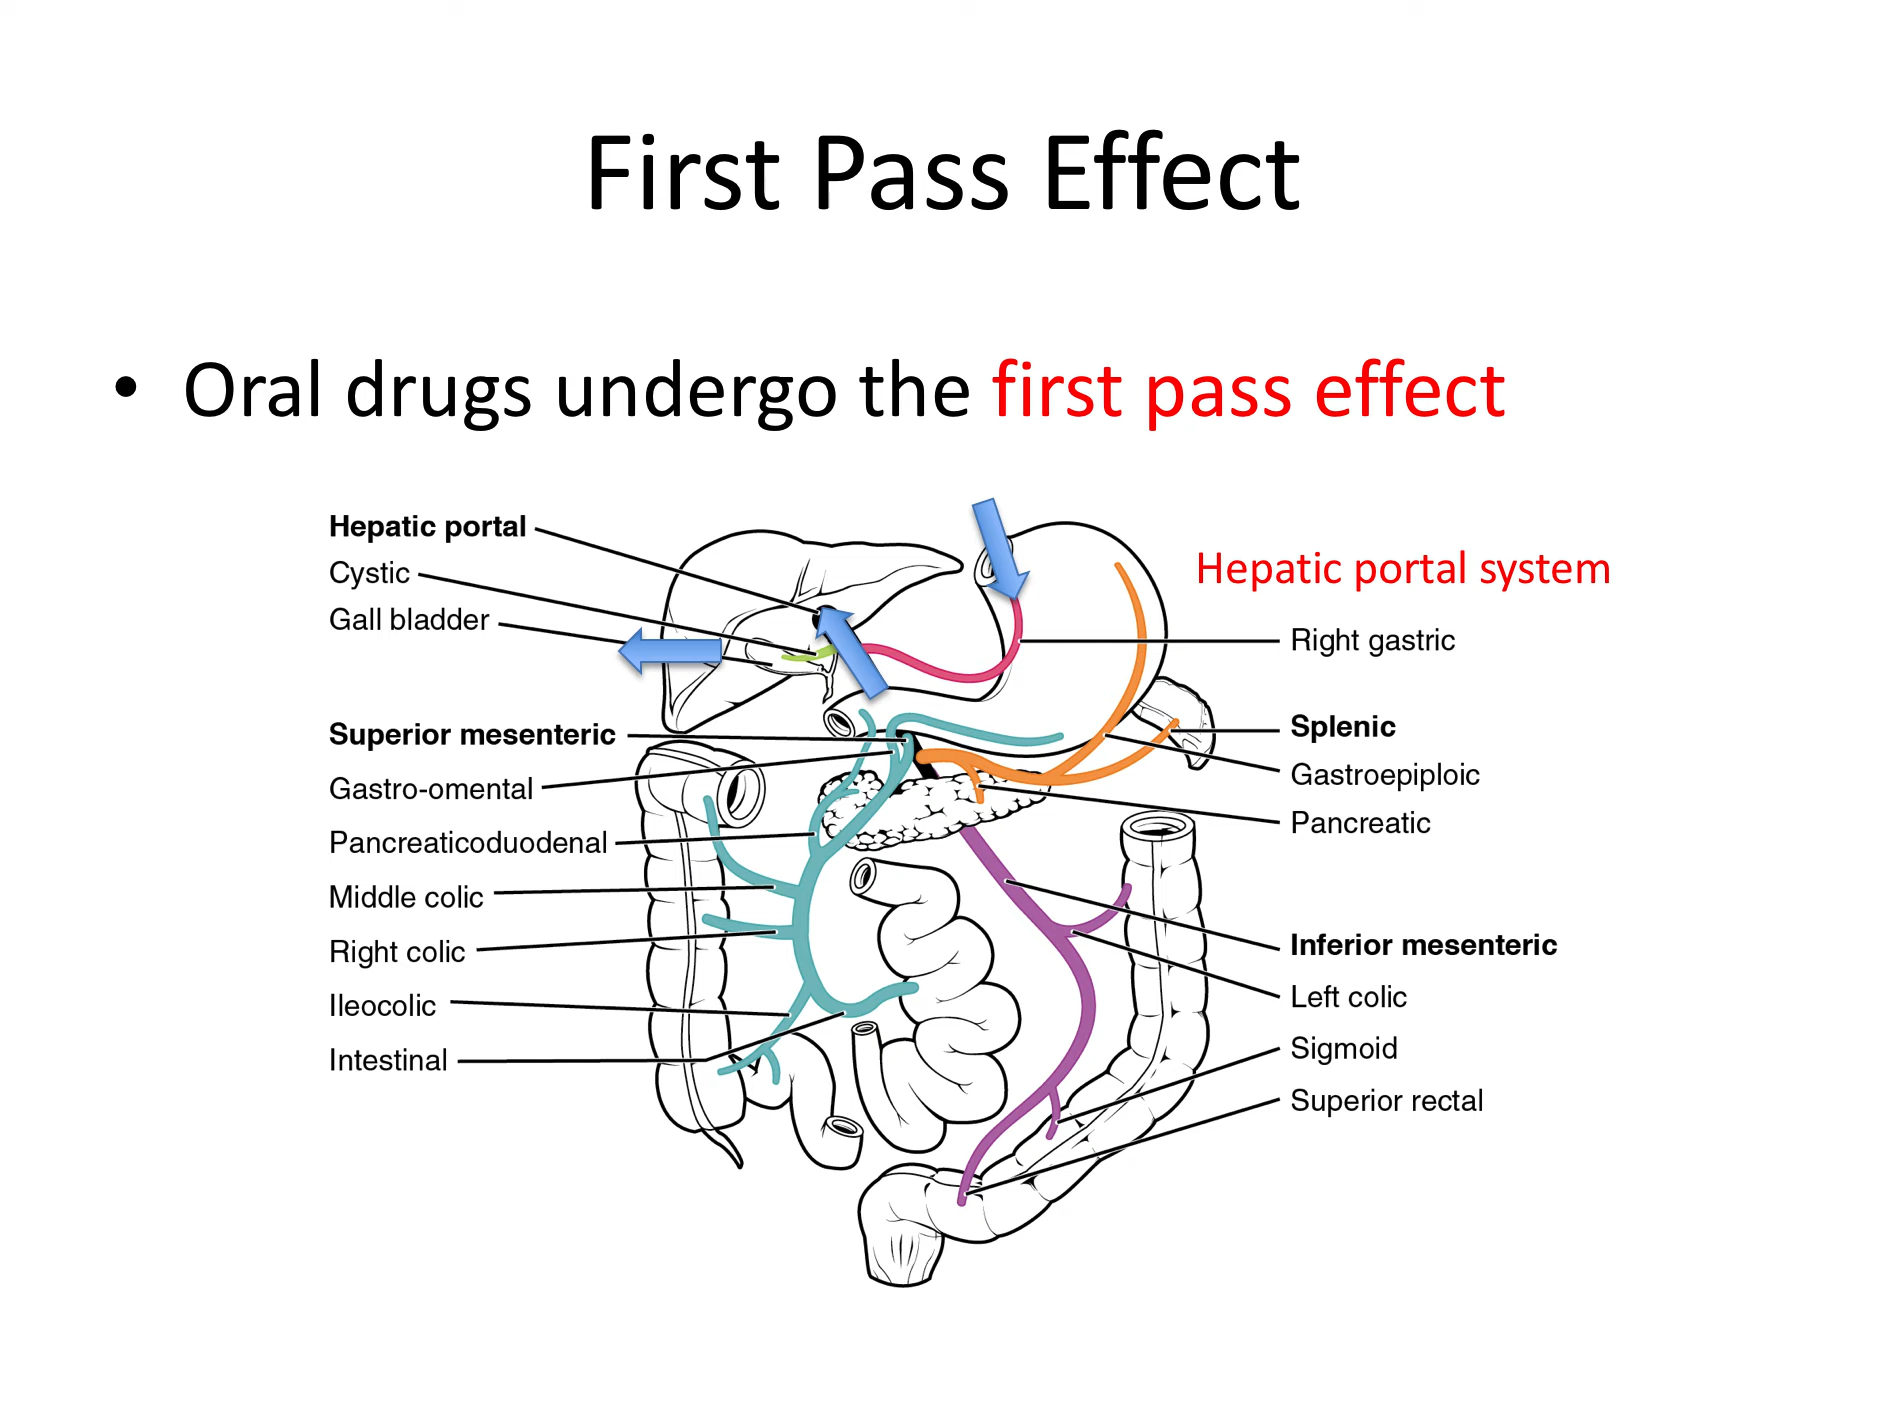 First Pass Effect
• Oral drugs undergo the first pass effect
Hepatic portal
Cystic
Gall bladder
Superior mesenteric
Gastro-omental
Pancreaticoduodenal
Middle colic
Right colic
Ileocolic
Intestinal
Hepatic portal system
Right gastric
Splenic
Gastroepiploic
Pancreatic
Inferior mesenteric
Left colic
Sigmoid
Superior rectal